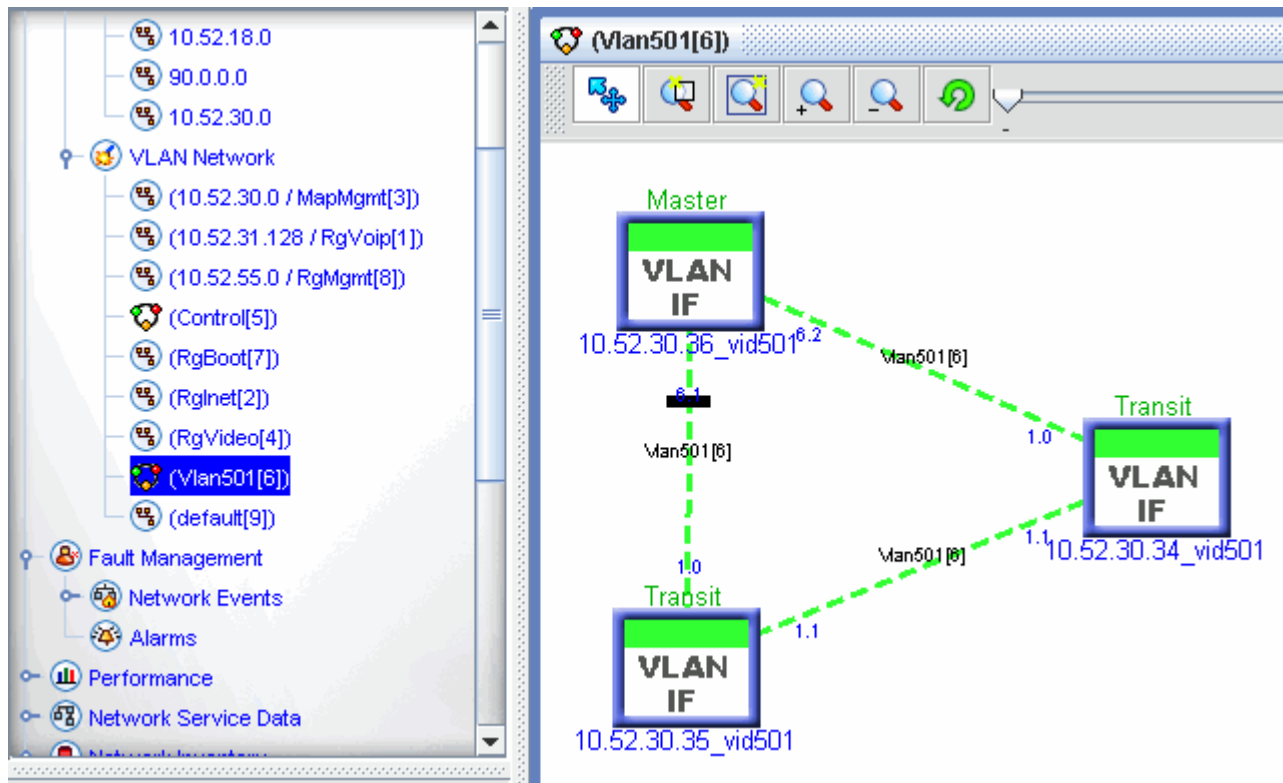 10.52.18.0
90.0.0.0
10.52.30.0
VLAN Network
(10.52.30.0 / MapMgmt[3])
(10.52.31.128 / RgVoip[1])
(10.52.55.0 / RgMgmt[8])
(Control[5])
(RgBoot[7])
(RgInet[2])
(RgVideo[4])
(Vlan501[6])
(default[9])
Fault Management
Network Events
Alarms
Performance
Network Service Data
Network Inventory
(Vlan501[6])
+
-
-
Master
VLAN
IF
10.52.30.36_vid501
6.2
6.1
Vlan501[6]
Vlan501[6]
1.0
Transit
VLAN
IF
10.52.30.34_vid501
1.1
Vlan501[6]
1.0
1.1
Transit
VLAN
IF
10.52.30.35_vid501